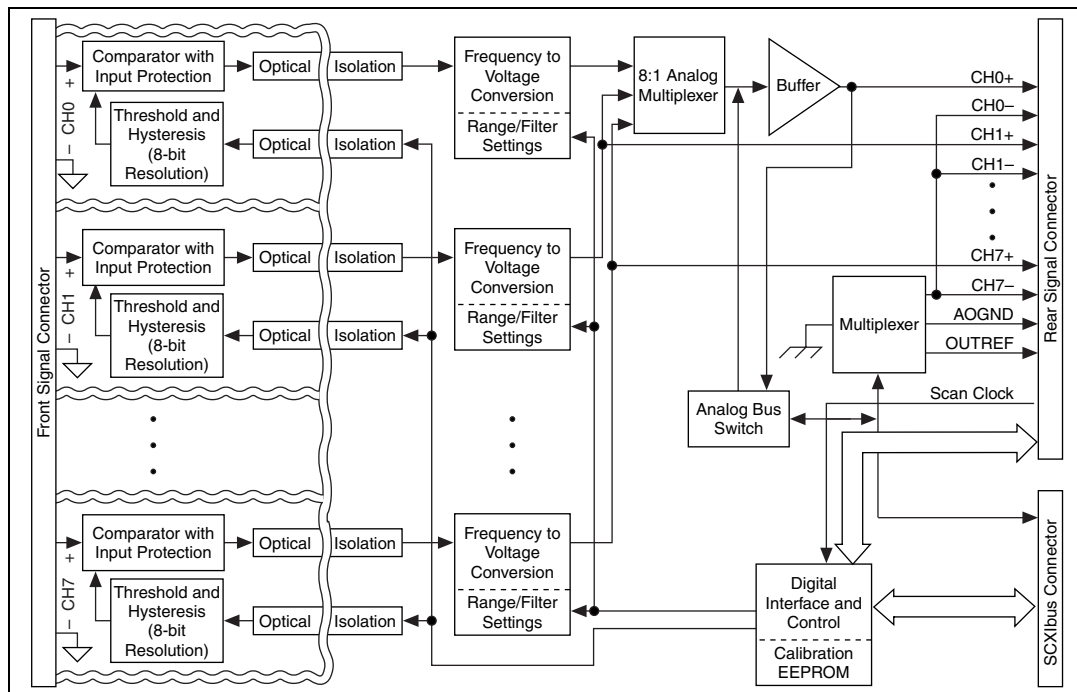 Front Signal Connector
+
– CH0
Comparator with
Input Protection
Threshold and
Hysteresis
(8-bit
Resolution)
Optical Isolation
Optical Isolation
Frequency to
Voltage
Conversion
Range/Filter
Settings
8:1 Analog
Multiplexer
Buffer
+
– CH1
Comparator with
Input Protection
Threshold and
Hysteresis
(8-bit
Resolution)
Optical Isolation
Optical Isolation
Frequency to
Voltage
Conversion
Range/Filter
Settings
+
– CH7
Comparator with
Input Protection
Threshold and
Hysteresis
(8-bit
Resolution)
Optical Isolation
Optical Isolation
Frequency to
Voltage
Conversion
Range/Filter
Settings
CH0+
CH0–
CH1+
CH1–
CH7+
CH7–
AOGND
OUTREF
Scan Clock
Multiplexer
Analog Bus
Switch
Digital
Interface and
Control
Calibration
EEPROM
Rear Signal Connector
SCXIbus Connector